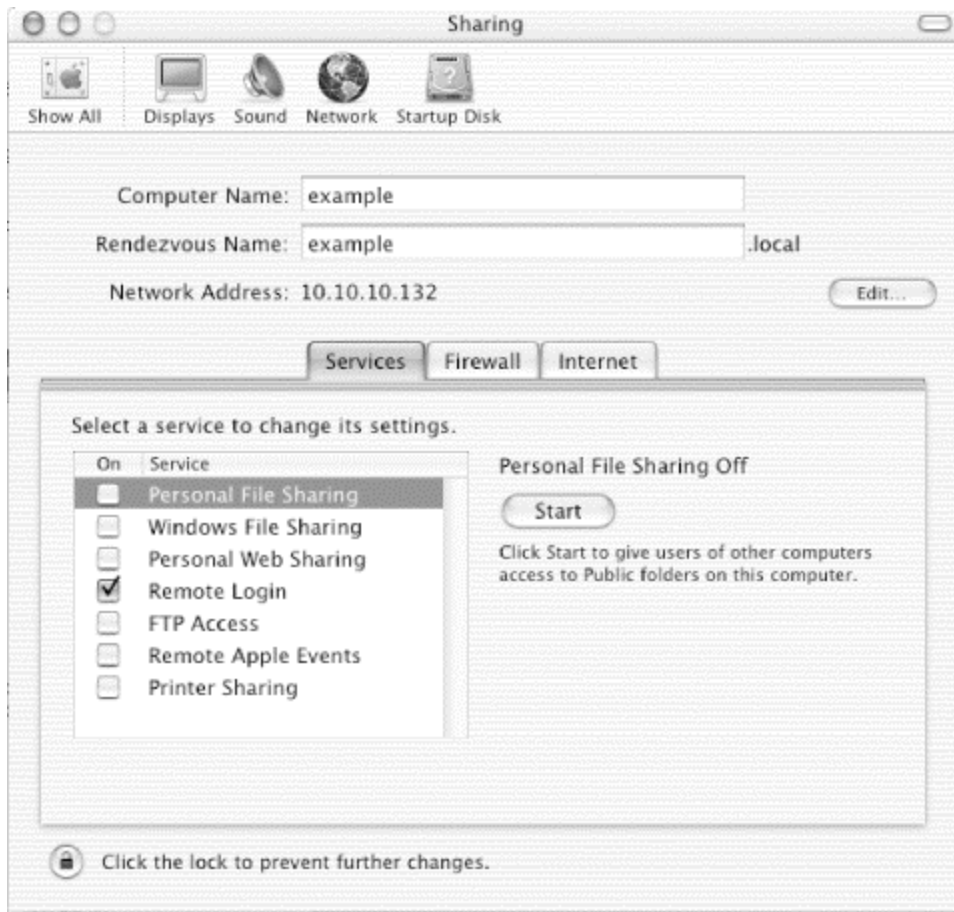 Sharing
Show All Displays Sound Network Startup Disk
Computer Name: example
Rendezvous Name: example .local
Network Address: 10.10.10.132 Edit...
Services Firewall Internet
Select a service to change its settings.
On Service
Personal File Sharing
Windows File Sharing
Personal Web Sharing
Remote Login
FTP Access
Remote Apple Events
Printer Sharing
Personal File Sharing Off
Start
Click Start to give users of other computers
access to Public folders on this computer.
Click the lock to prevent further changes.